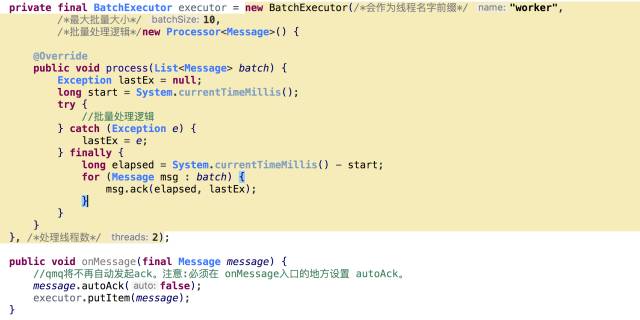 private final BatchExecutor executor = new BatchExecutor(/*会作为线程名字前缀*/ name: "worker",
/*最大批量大小*/ batchSize: 10,
/*批量处理逻辑*/new Processor<Message>() {
@Override
public void process(List<Message> batch) {
Exception lastEx = null;
long start = System.currentTimeMillis();
try {
//批量处理逻辑
} catch (Exception e) {
lastEx = e;
} finally {
long elapsed = System.currentTimeMillis() - start;
for (Message msg : batch) {
msg.ack(elapsed, lastEx);
}
}
}
}, /*处理线程数*/ threads: 2);
public void onMessage(final Message message) {
//qmq将不再自动发起ack。注意:必须在 onMessage入口的地方设置 autoAck。
message.autoAck( auto: false);
executor.putItem(message);
}